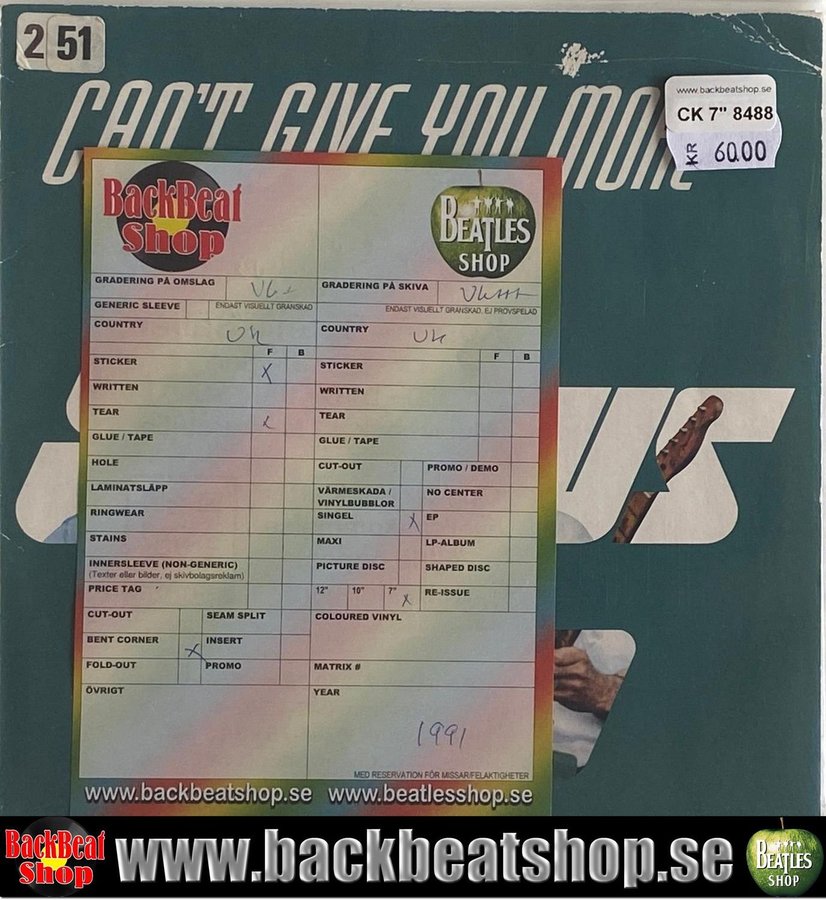 2 51
CAN'T GIVE YOU MORE
www.backbeatshop.se
CK 7" 8488
KR 60.00
BackBeat
Shop
BEATLES
SHOP
GRADERING PÅ OMSLAG
VG+
GENERIC SLEEVE
ENDAST VISUELLT GRANSKAD
COUNTRY
UK
F B
STICKER X
WRITTEN
TEAR x
GLUE / TAPE
HOLE
LAMINATSLÄPP
RINGWEAR
STAINS
INNERSLEEVE (NON-GENERIC)
(Texter eller bilder, ej skivbolagsreklam)
PRICE TAG
CUT-OUT
SEAM SPLIT
BENT CORNER X
INSERT
FOLD-OUT
PROMO
ÖVRIGT
GRADERING PÅ SKIVA
VG+++
ENDAST VISUELLT GRANSKAD, EJ PROVSPELAD
COUNTRY
UK
F B
STICKER
WRITTEN
TEAR
GLUE / TAPE
CUT-OUT
PROMO / DEMO
VÄRMESKADA /
VINYLBUBBLOR
NO CENTER
SINGEL X
EP
MAXI
LP-ALBUM
PICTURE DISC
SHAPED DISC
12" 10" 7" X
RE-ISSUE
COLOURED VINYL
MATRIX #
YEAR
1991
MED RESERVATION FÖR MISSAR/FELAKTIGHETER
www.backbeatshop.se www.beatlesshop.se
US
BackBeat
Shop
www.backbeatshop.se
BEATLES
SHOP